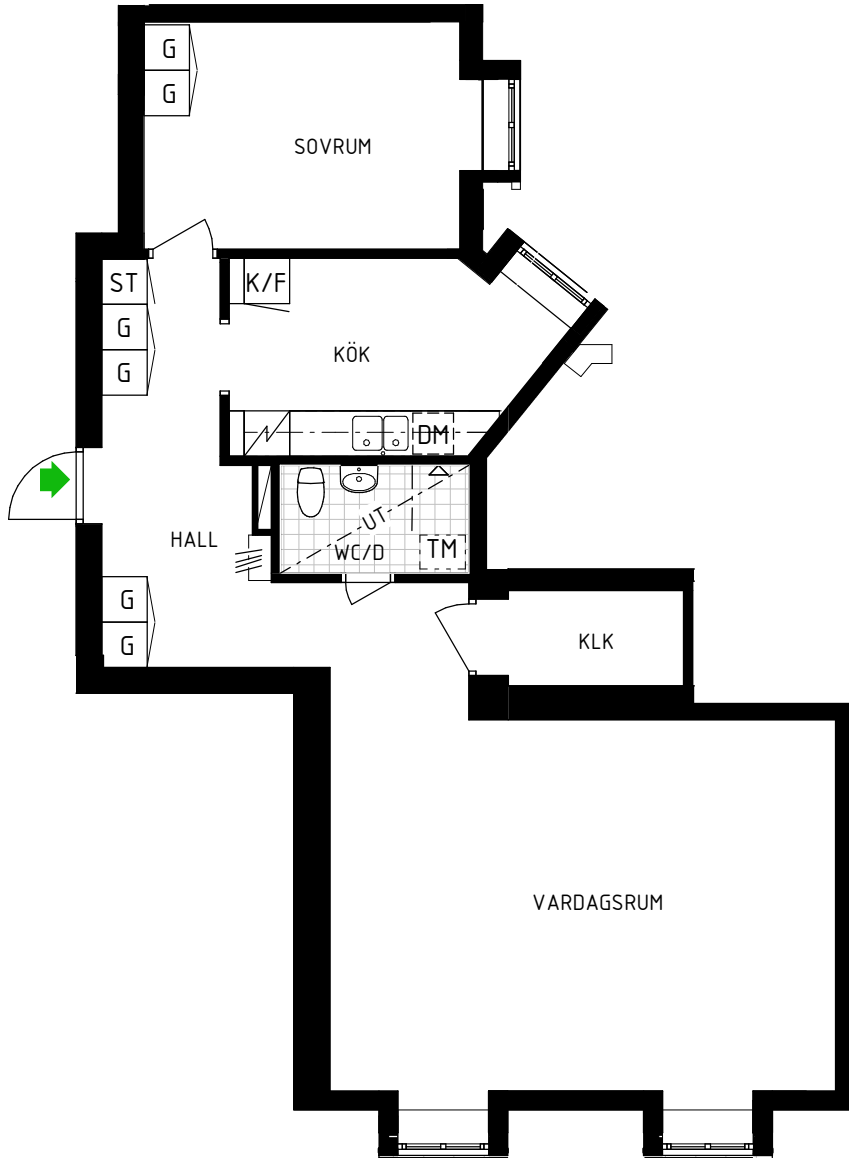 G
G
SOVRUM
ST
K/F
G
KÖK
G
DM
UT
HALL
WC/D
TM
G
KLK
G
VARDAGSRUM